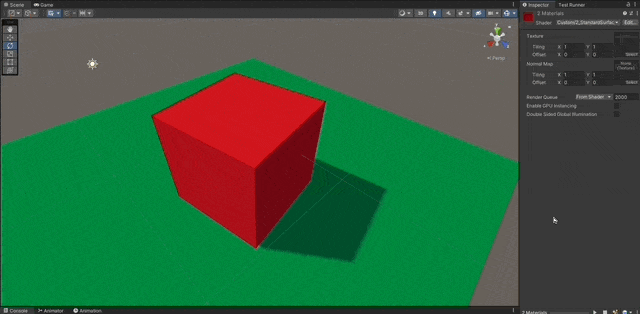 Scene Game
Persp
Console Animator Animation
Inspector Test Runner
2 Materials
Shader Custom/2_StandardSurfac Edit...
Texture
Tiling X 1 Y 1
Offset X 0 Y 0 Select
Normal Map None (Texture)
Tiling X 1 Y 1
Offset X 0 Y 0 Select
Render Queue From Shader 2000
Enable GPU Instancing
Double Sided Global Illumination
2 Materials